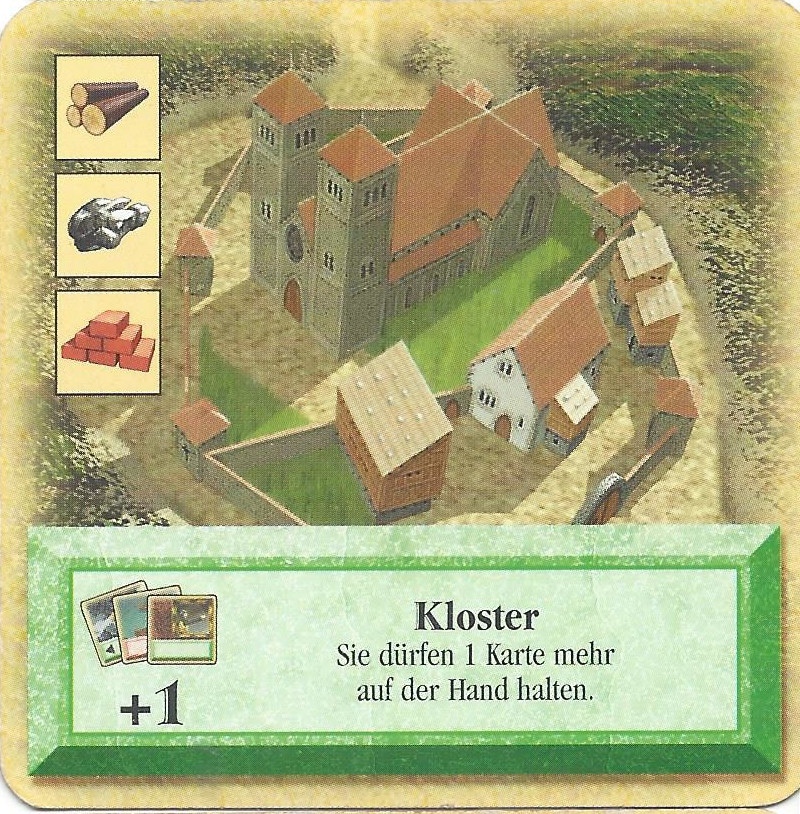 Kloster
Sie dürfen 1 Karte mehr
auf der Hand halten.
+1